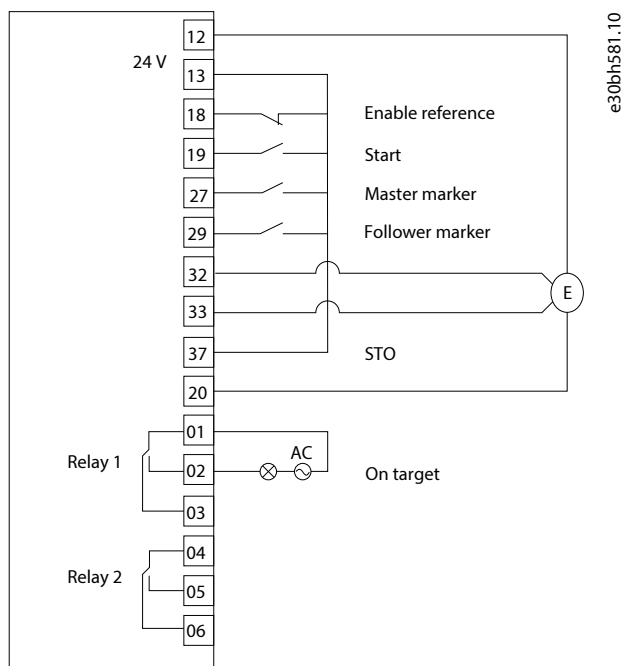 e30bh581.10
12
24 V
13
18
Enable reference
19
Start
27
Master marker
29
Follower marker
32
E
33
37
STO
20
01
AC
Relay 1
02
On target
03
04
Relay 2
05
06